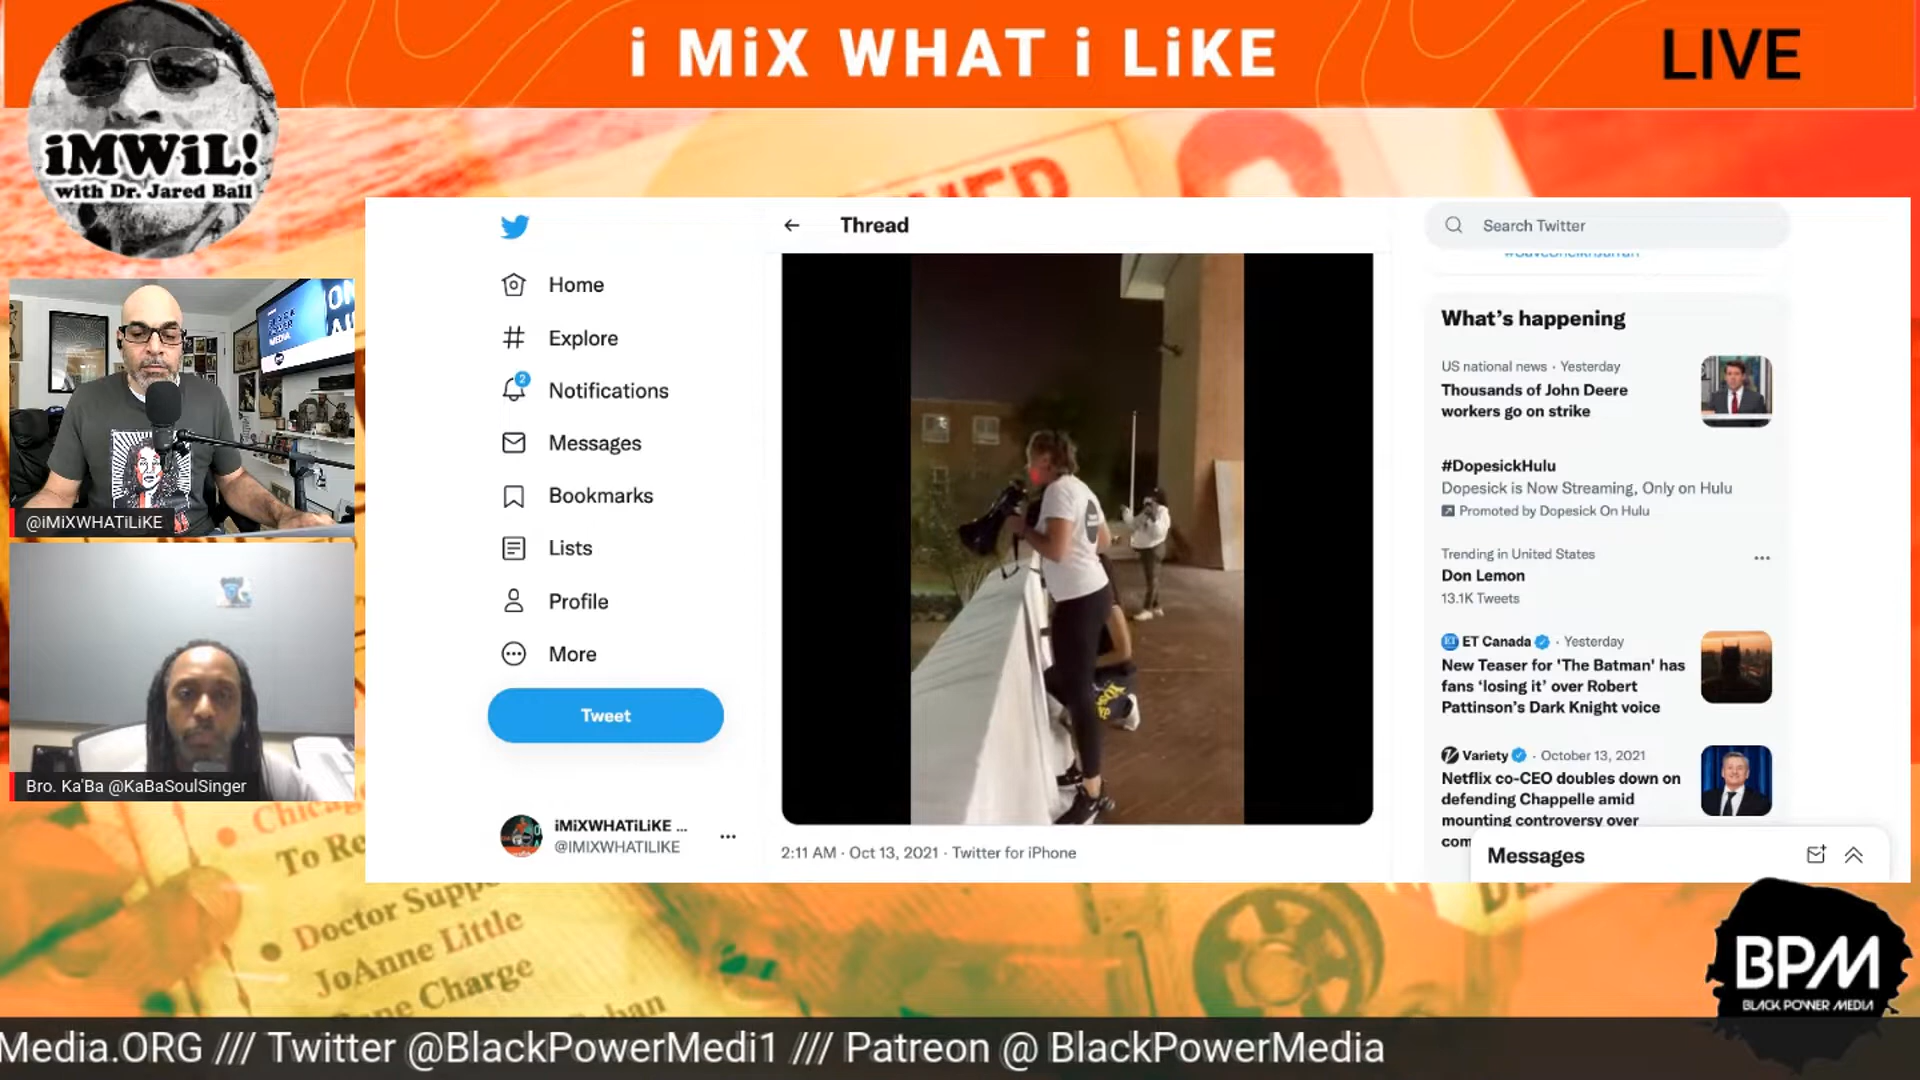 i MiX WHAT i LiKE
LIVE
iMWiL!
with Dr. Jared Ball
@iMiXWHATiLiKE
Bro. Ka'Ba @KaBaSoulSinger
Home
Explore
2
Notifications
Messages
Bookmarks
Lists
Profile
More
Tweet
iMiXWHATiLiKE ...
@IMIXWHATILIKE
Thread
2:11 AM · Oct 13, 2021 · Twitter for iPhone
Search Twitter
#SaveSheikhJarrah
What's happening
US national news · Yesterday
Thousands of John Deere
workers go on strike
#DopesickHulu
Dopesick is Now Streaming, Only on Hulu
Promoted by Dopesick On Hulu
Trending in United States
Don Lemon
13.1K Tweets
ET Canada · Yesterday
New Teaser for 'The Batman' has
fans ‘losing it’ over Robert
Pattinson’s Dark Knight voice
Variety · October 13, 2021
Netflix co-CEO doubles down on
defending Chappelle amid
mounting controversy over
com
Messages
To Re
Doctor Supp
JoAnne Little
Charge
BPM
BLACK POWER MEDIA
Media.ORG /// Twitter @BlackPowerMedi1 /// Patreon @ BlackPowerMedia